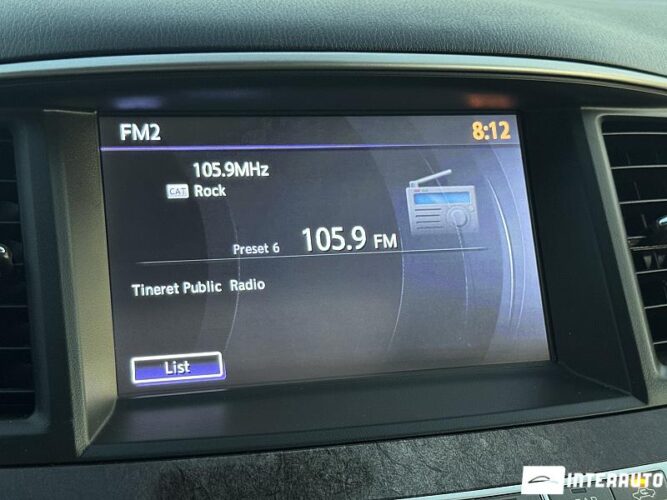 FM2 8:12
105.9MHz
CAT Rock
Preset 6 105.9 FM
Tineret Public Radio
List
INTERAUTO